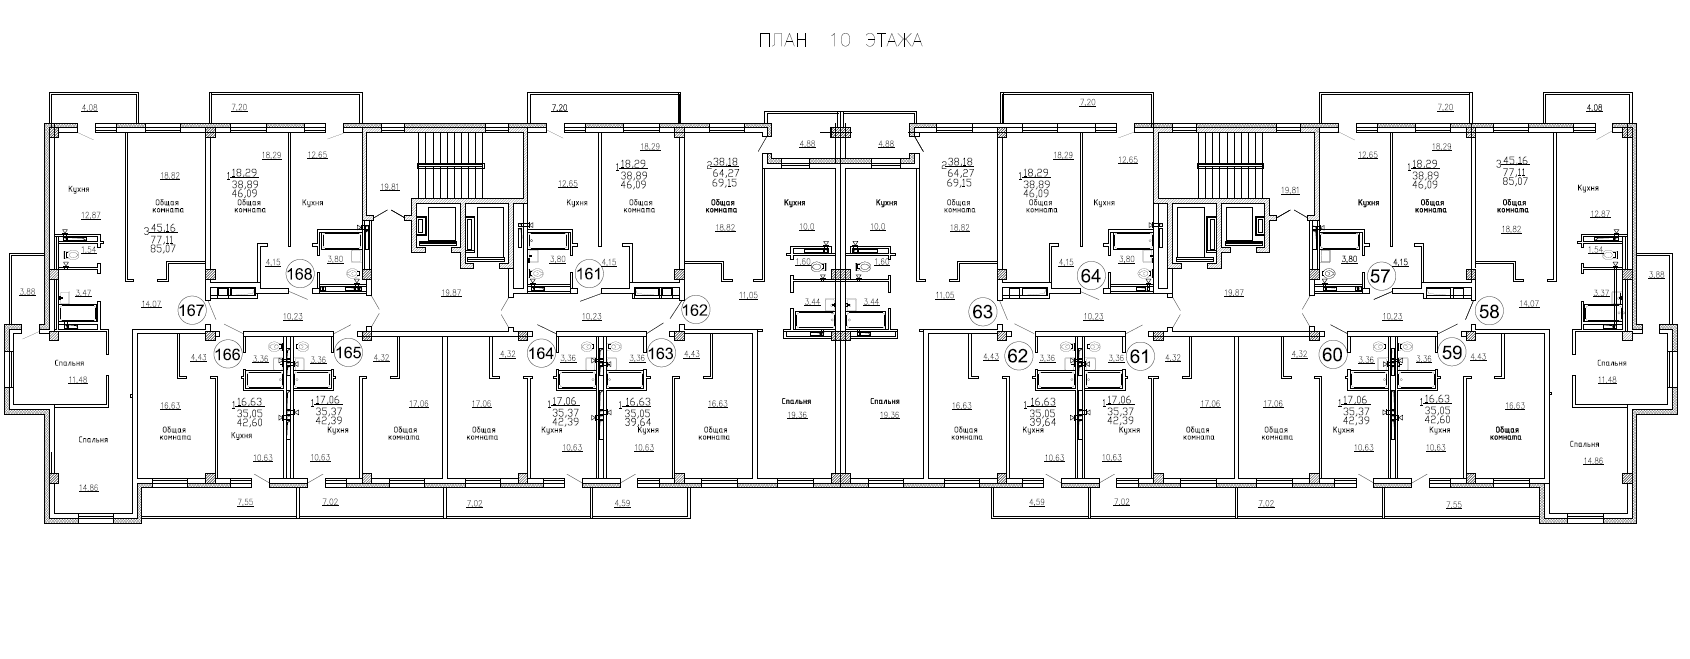 ПЛАН 10 ЭТАЖА
4,08 7,20 7,20 7,20 7,20 4,08
4,88 4,88
18,29 12,65 18,29 18,29 12,65 12,65 18,29
1 18,29
38,89
46,09
1 18,29
38,89
46,09
2 38,18
64,27
69,15
2 38,18
64,27
69,15
1 18,29
38,89
46,09
1 18,29
38,89
46,09
3 45,16
77,11
85,07
Кухня 18,82 19,81 12,65 19,81 Кухня
Общая
комната
Общая
комната
Кухня Кухня
Общая
комната
Общая
комната
Кухня Кухня
Общая
комната
Общая
комната
Кухня Кухня
Общая
комната
Общая
комната
12,87 18,82 10,0 10,0 18,82 18,82 12,87
3 45,16
77,11
85,07
1,54 4,15 3,80 3,80 4,15 1,60 1,60 4,15 3,80 3,80 4,15 1,54
168 161 64 57
3,88 3,47 14,07 19,87 11,05 3,44 3,44 11,05 19,87 14,07 3,37 3,88
167 10,23 10,23 162 63 10,23 10,23 58
166 165 164 163 62 61 60 59
4,43 3,36 3,36 4,32 4,32 3,36 3,36 4,43 4,43 3,36 3,36 4,32 4,32 3,36 3,36 4,43
Спальня Спальня
11,48 11,48
16,63 17,06 17,06 16,63 16,63 17,06 17,06 16,63
1 16,63
35,05
42,60
1 17,06
35,37
42,39
1 17,06
35,37
42,39
1 16,63
35,05
39,64
Спальня Спальня
19,36 19,36
1 16,63
35,05
39,64
1 17,06
35,37
42,39
1 17,06
35,37
42,39
1 16,63
35,05
42,60
Спальня
Общая
комната
Кухня Кухня
Общая
комната
Общая
комната
Кухня Кухня
Общая
комната
Общая
комната
Кухня Кухня
Общая
комната
Общая
комната
Кухня Кухня
Общая
комната
Спальня
10,63 10,63 10,63 10,63 10,63 10,63 10,63 10,63
14,86 14,86
7,55 7,02 7,02 4,59 4,59 7,02 7,02 7,55